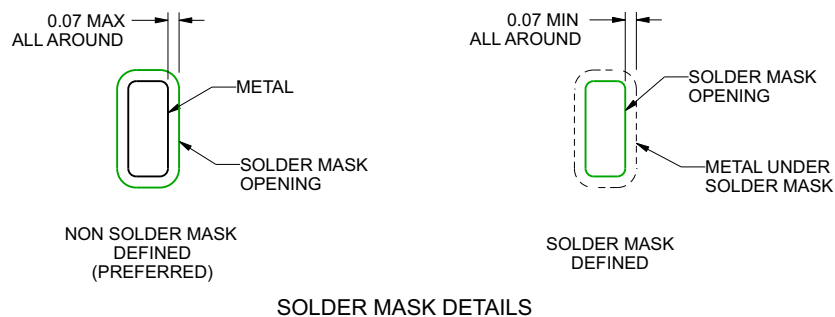 0.07 MAX
ALL AROUND
METAL
SOLDER MASK
OPENING
NON SOLDER MASK
DEFINED
(PREFERRED)
0.07 MIN
ALL AROUND
SOLDER MASK
OPENING
METAL UNDER
SOLDER MASK
SOLDER MASK
DEFINED
SOLDER MASK DETAILS